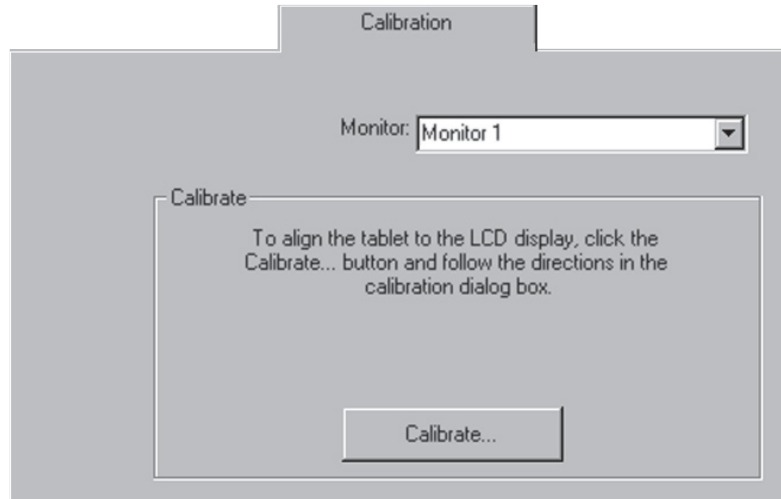 Calibration
Monitor: Monitor 1
Calibrate
To align the tablet to the LCD display, click the
Calibrate... button and follow the directions in the
calibration dialog box.
Calibrate...